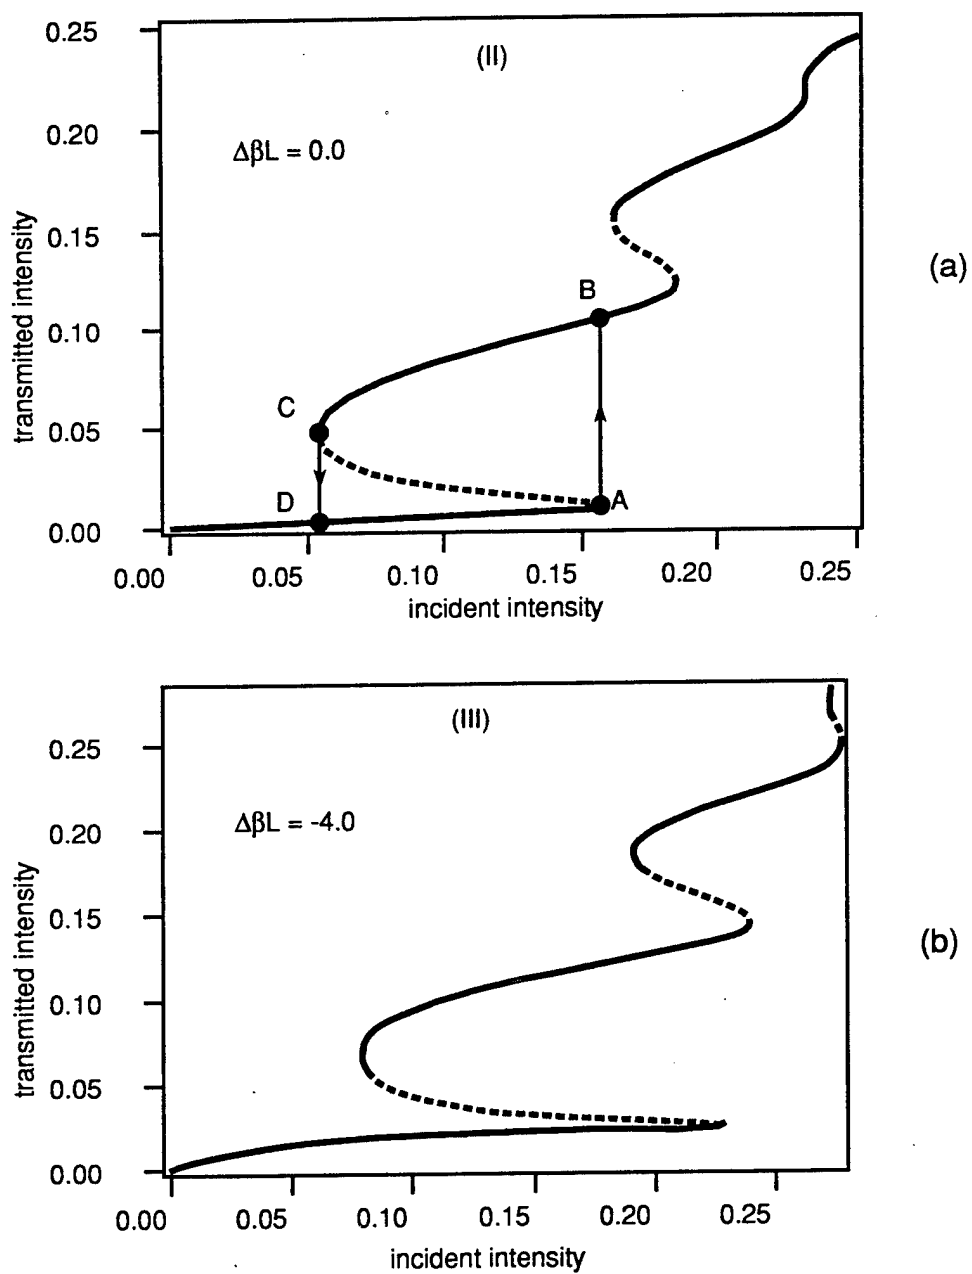 (II)
ΔβL = 0.0
(a)
transmitted intensity
0.25
0.20
0.15
0.10
0.05
0.00
B
C
A
D
0.00 0.05 0.10 0.15 0.20 0.25
incident intensity
(III)
ΔβL = -4.0
(b)
transmitted intensity
0.25
0.20
0.15
0.10
0.05
0.00
0.00 0.05 0.10 0.15 0.20 0.25
incident intensity